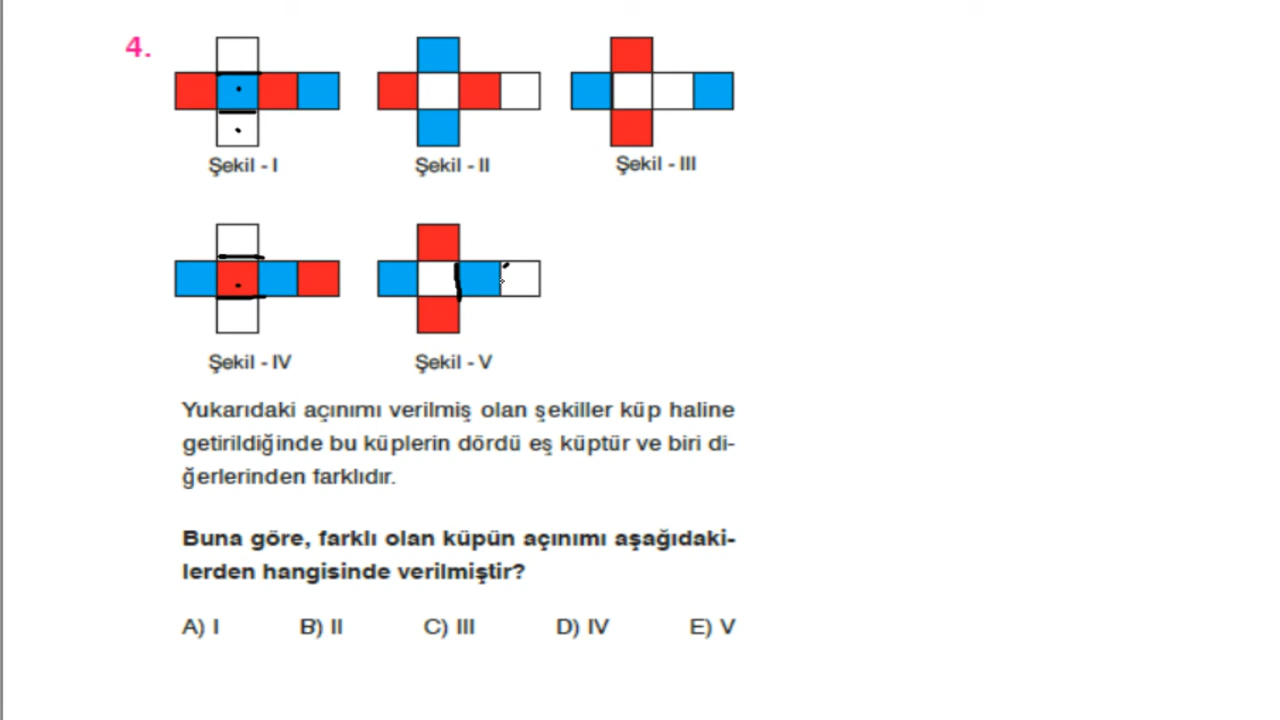 4.
Şekil - I
Şekil - II
Şekil - III
Şekil - IV
Şekil - V
Yukarıdaki açınımı verilmiş olan şekiller küp haline
getirildiğinde bu küplerin dördü eş küptür ve biri di-
ğerlerinden farklıdır.
Buna göre, farklı olan küpün açınımı aşağıdaki-
lerden hangisinde verilmiştir?
A) I B) II C) III D) IV E) V